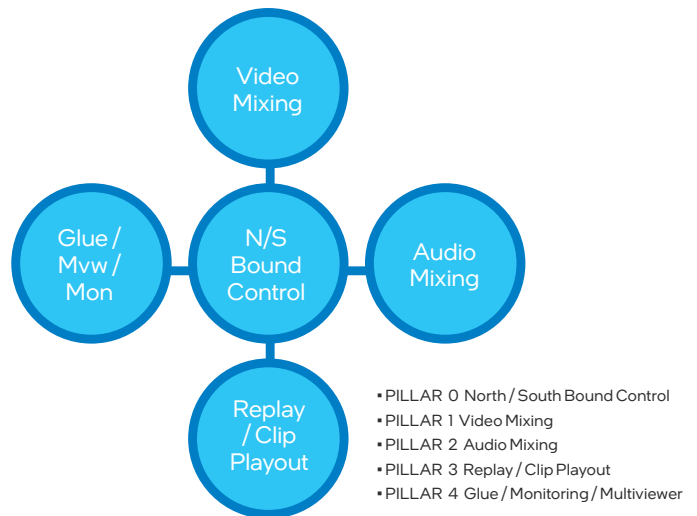 Video
Mixing
Glue /
Mvw /
Mon
N/S
Bound
Control
Audio
Mixing
Replay
/ Clip
Playout
▪ PILLAR 0 North / South Bound Control
▪ PILLAR 1 Video Mixing
▪ PILLAR 2 Audio Mixing
▪ PILLAR 3 Replay / Clip Playout
▪ PILLAR 4 Glue / Monitoring / Multiviewer